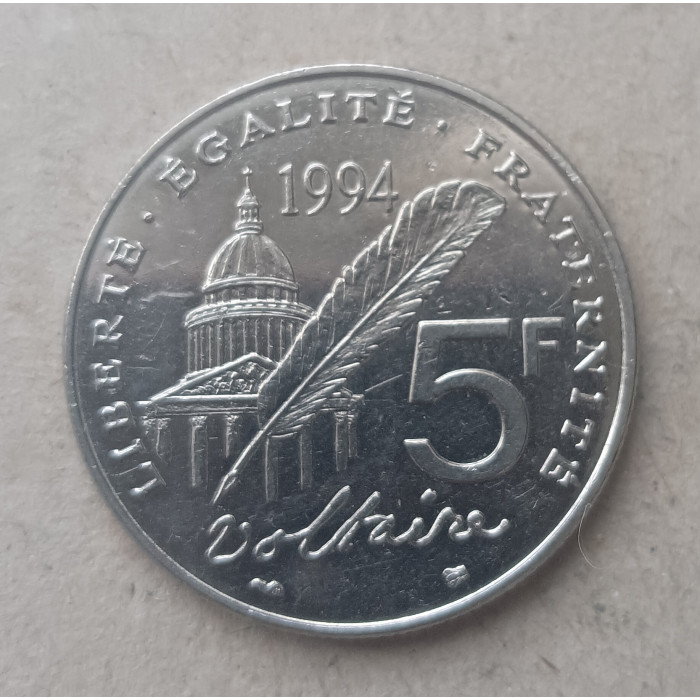 LIBERTÉ · ÉGALITÉ · FRATERNITÉ
1994
5F
Voltaire